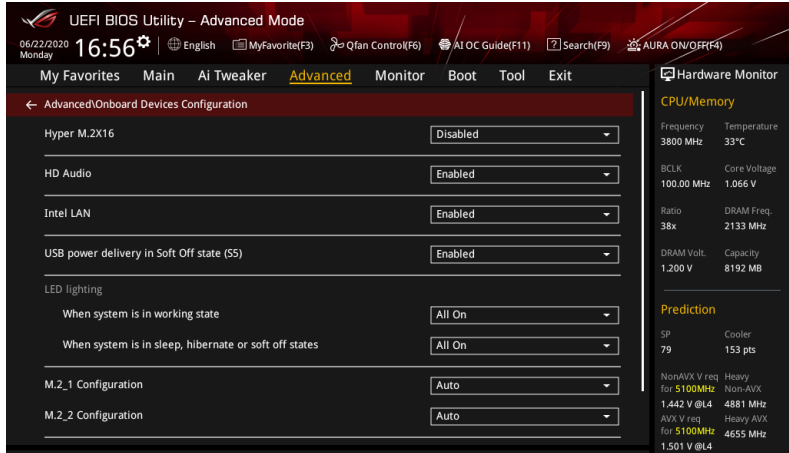 UEFI BIOS Utility – Advanced Mode
06/22/2020 Monday 16:56 English MyFavorite(F3) Qfan Control(F6) AI OC Guide(F11) Search(F9) AURA ON/OFF(F4)
My Favorites Main Ai Tweaker Advanced Monitor Boot Tool Exit
← Advanced\Onboard Devices Configuration
Hyper M.2X16 Disabled
HD Audio Enabled
Intel LAN Enabled
USB power delivery in Soft Off state (S5) Enabled
LED lighting
When system is in working state All On
When system is in sleep, hibernate or soft off states All On
M.2_1 Configuration Auto
M.2_2 Configuration Auto
Hardware Monitor
CPU/Memory
Frequency Temperature
3800 MHz 33°C
BCLK Core Voltage
100.00 MHz 1.066 V
Ratio DRAM Freq.
38x 2133 MHz
DRAM Volt. Capacity
1.200 V 8192 MB
Prediction
SP Cooler
79 153 pts
NonAVX V req Heavy
for 5100MHz Non-AVX
1.442 V @L4 4881 MHz
AVX V req Heavy AVX
for 5100MHz 4655 MHz
1.501 V @L4